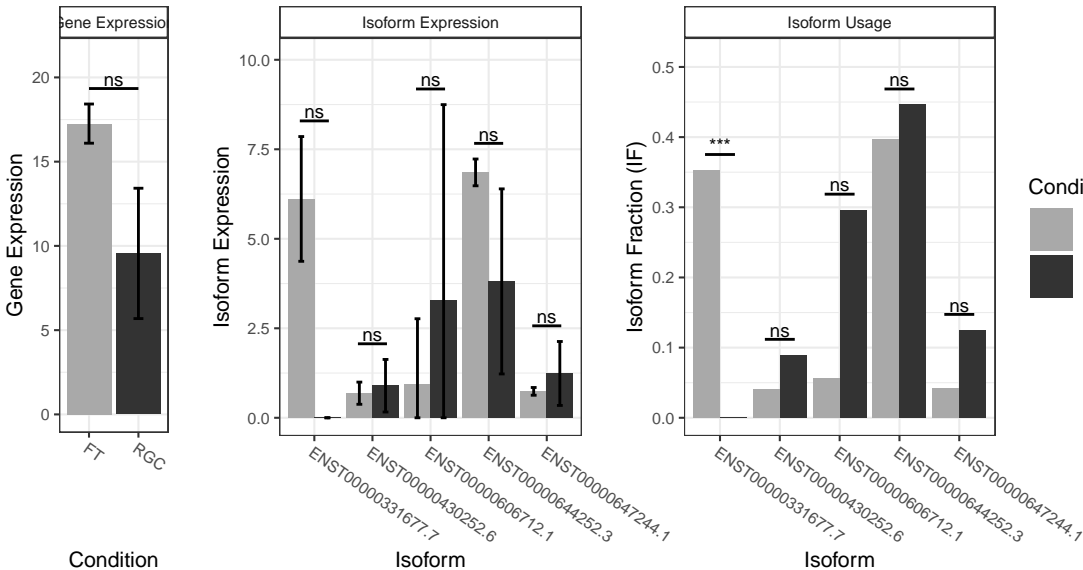 Gene Expression
Gene Expression
20
15
10
5
0
ns
FT
RGC
Condition
Isoform Expression
Isoform Expression
10.0
7.5
5.0
2.5
0.0
ns
ns
ns
ns
ns
ENST00000331677.7
ENST00000430252.6
ENST00000606712.1
ENST00000644252.3
ENST00000647244.1
Isoform
Isoform Usage
Isoform Fraction (IF)
0.5
0.4
0.3
0.2
0.1
0.0
***
ns
ns
ns
ns
ENST00000331677.7
ENST00000430252.6
ENST00000606712.1
ENST00000644252.3
ENST00000647244.1
Isoform
Condi